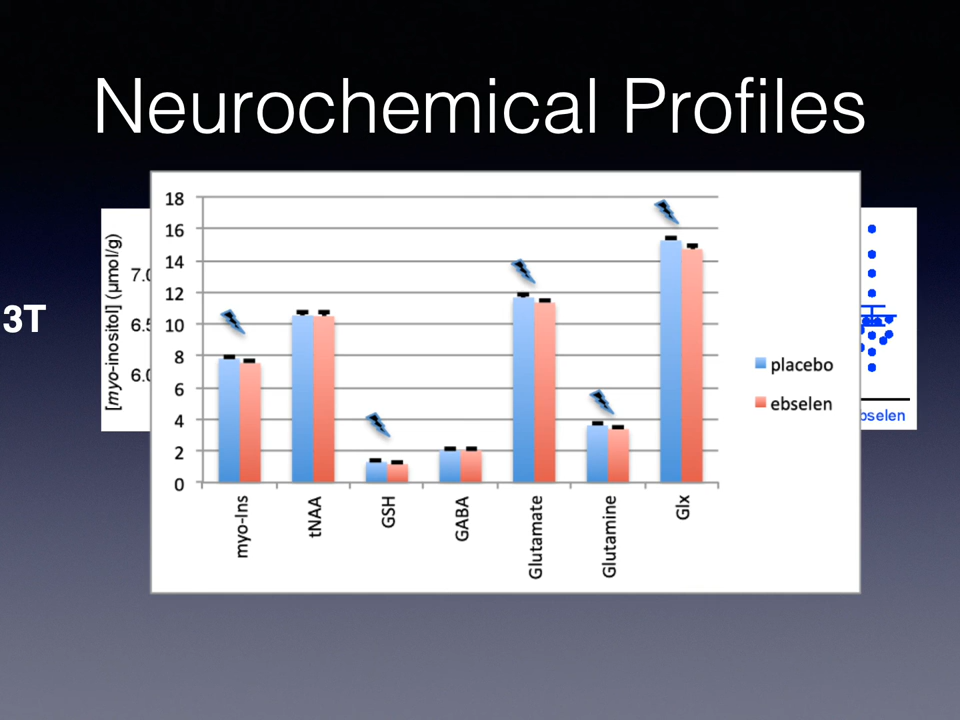 Neurochemical Profiles
3T
[myo-inositol] (µmol/g)
7.0
6.5
6.0
18
16
14
12
10
8
6
4
2
0
myo-Ins
tNAA
GSH
GABA
Glutamate
Glutamine
Glx
placebo
ebselen
bselen